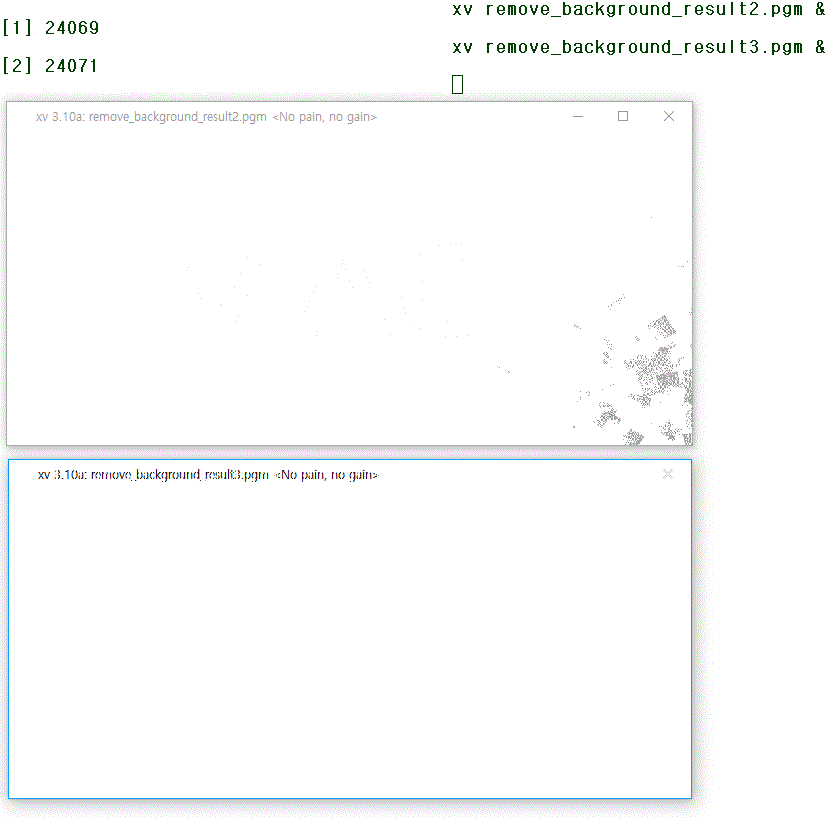 xv remove_background_result2.pgm &
[1] 24069
xv remove_background_result3.pgm &
[2] 24071
xv 3.10a: remove_background_result2.pgm <No pain, no gain>
xv 3.10a: remove_background_result3.pgm <No pain, no gain>